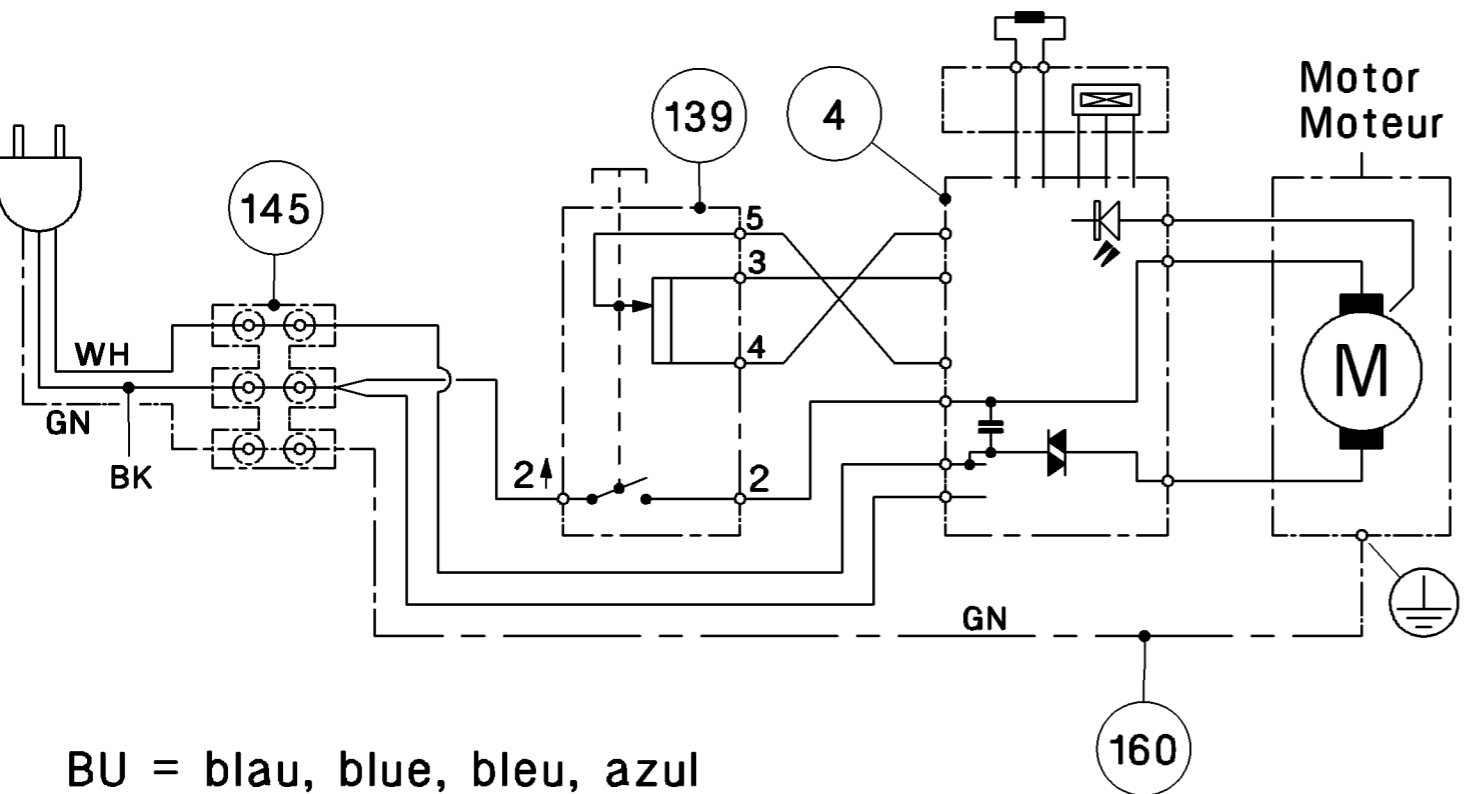 Motor
Moteur
139
4
145
5
3
4
WH
GN
BK
2
2
M
GN
160
BU = blau, blue, bleu, azul